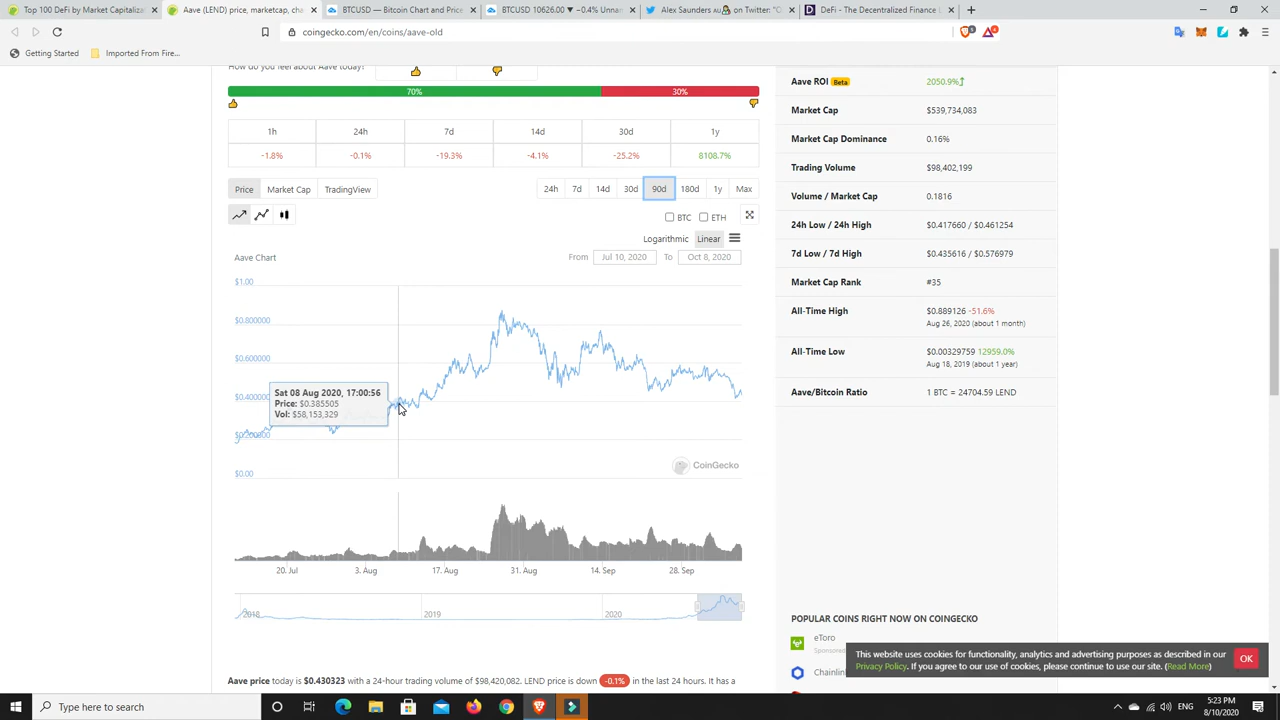 Top 100 DeFi by Market Capitaliza
Aave (LEND) price, marketcap, chart
BTCUSD — Bitcoin Chart and Price
BTCUSD 10626.00 ▼ −0.4% Unna
Alex Saunders on Twitter: "O
DeFi - The Decentralized Finance L
coingecko.com/en/coins/aave-old
Getting Started
Imported From Fire...
How do you feel about Aave today?
70%
30%
1h 24h 7d 14d 30d 1y
-1.8% -0.1% -19.3% -4.1% -25.2% 8108.7%
Price Market Cap TradingView
24h 7d 14d 30d 90d 180d 1y Max
BTC ETH
Logarithmic Linear
Aave Chart
From Jul 10, 2020 To Oct 8, 2020
$1.00
$0.800000
$0.600000
$0.400000
$0.200000
$0.00
Sat 08 Aug 2020, 17:00:56
Price: $0.385505
Vol: $58,153,329
CoinGecko
20. Jul 3. Aug 17. Aug 31. Aug 14. Sep 28. Sep
2018 2019 2020
Aave price today is $0.430323 with a 24-hour trading volume of $98,420,082. LEND price is down -0.1% in the last 24 hours. It has a
Aave ROI Beta 2050.9%
Market Cap $539,734,083
Market Cap Dominance 0.16%
Trading Volume $98,402,199
Volume / Market Cap 0.1816
24h Low / 24h High $0.417660 / $0.461254
7d Low / 7d High $0.435616 / $0.576979
Market Cap Rank #35
All-Time High $0.889126 -51.6%
Aug 26, 2020 (about 1 month)
All-Time Low $0.00329759 12959.0%
Aug 18, 2019 (about 1 year)
Aave/Bitcoin Ratio 1 BTC = 24704.59 LEND
POPULAR COINS RIGHT NOW ON COINGECKO
eToro
Sponsored
Chainlink
This website uses cookies for functionality, analytics and advertising purposes as described in our
Privacy Policy. If you agree to our use of cookies, please continue to use our site. (Read More)
OK
Type here to search
ENG
5:23 PM
8/10/2020